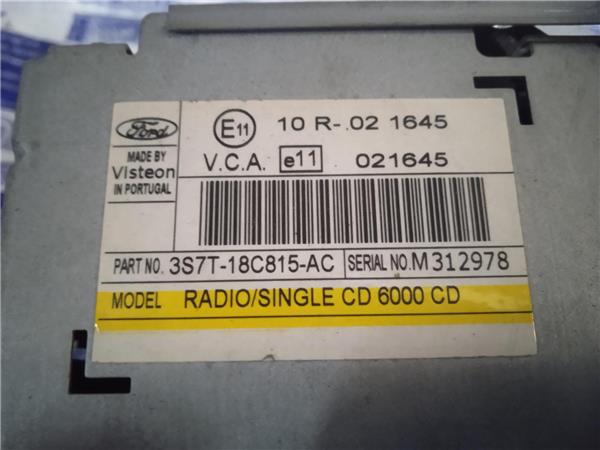 Ford
MADE BY
Visteon
IN PORTUGAL
E11 10 R-.02 1645
V.C.A. e11 021645
PART NO. 3S7T-18C815-AC SERIAL NO. M312978
MODEL RADIO/SINGLE CD 6000 CD